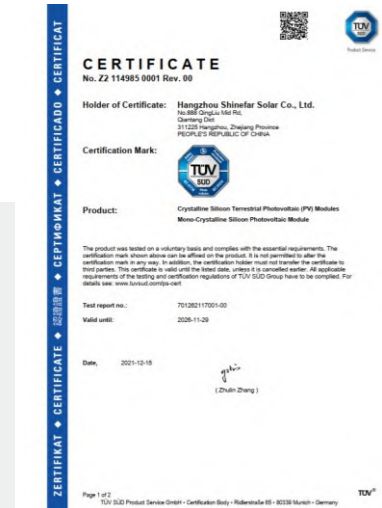 TÜV
SÜD
Product Service
CERTIFICATE
No. Z2 114985 0001 Rev. 00
Holder of Certificate: Hangzhou Shinefar Solar Co., Ltd.
No.888 QingLiu Mid Rd,
Qiantang Dist
311225 Hangzhou, Zhejiang Province
PEOPLE'S REPUBLIC OF CHINA
Certification Mark:
TÜV
SÜD
Product: Crystalline Silicon Terrestrial Photovoltaic (PV) Modules
Mono-Crystalline Silicon Photovoltaic Module
The product was tested on a voluntary basis and complies with the essential requirements. The
certification mark shown above can be affixed on the product. It is not permitted to alter the
certification mark in any way. In addition, the certification holder must not transfer the certificate to
third parties. This certificate is valid until the listed date, unless it is cancelled earlier. All applicable
requirements of the testing and certification regulations of TÜV SÜD Group have to be complied. For
details see: www.tuvsud.com/ps-cert
Test report no.: 701262117001-00
Valid until: 2026-11-29
Date, 2021-12-15
( Zhulin Zhang )
Page 1 of 2
TÜV SÜD Product Service GmbH • Certification Body • Ridlerstraße 65 • 80339 Munich • Germany
TÜV®
ZERTIFIKAT ◆ CERTIFICATE ◆ 認證證書 ◆ СЕРТИФИКАТ ◆ CERTIFICADO ◆ CERTIFICAT